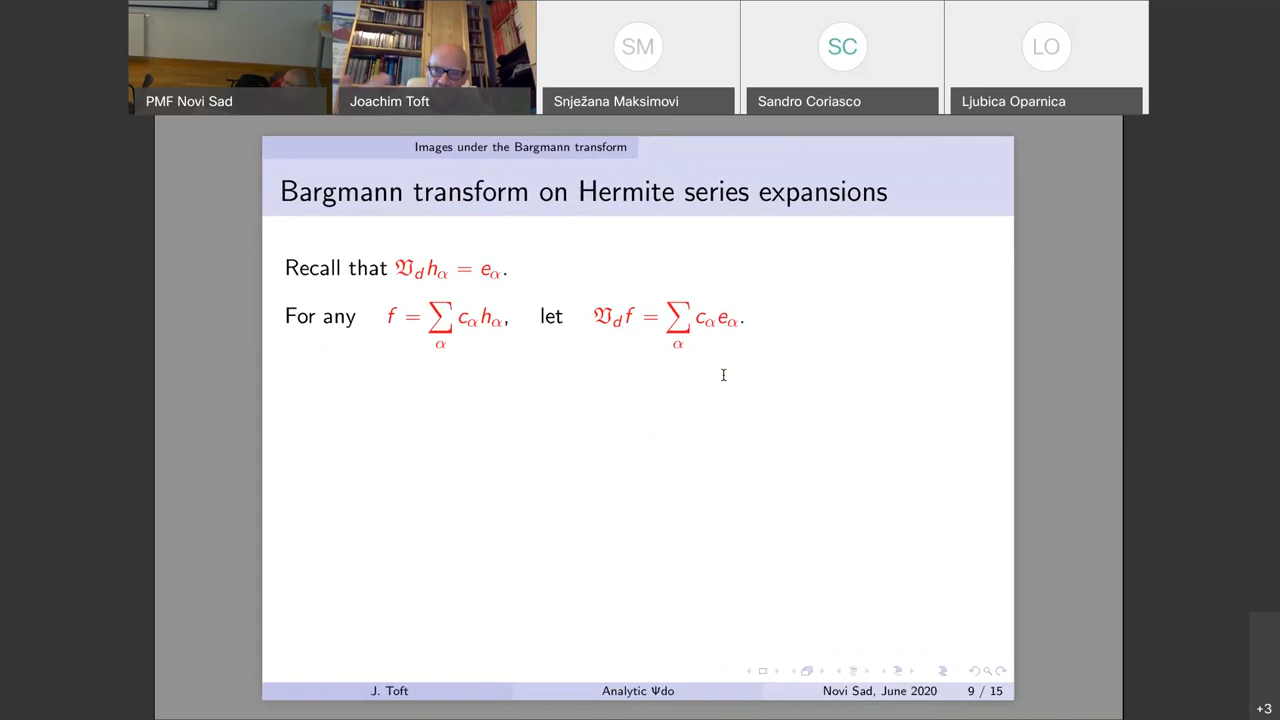 SM
SC
LO
PMF Novi Sad
Joachim Toft
Snježana Maksimovi
Sandro Coriasco
Ljubica Oparnica
Images under the Bargmann transform
Bargmann transform on Hermite series expansions
Recall that 𝔙_d h_α = e_α.
For any f = ∑_α c_α h_α, let 𝔙_d f = ∑_α c_α e_α.
J. Toft
Analytic Ψdo
Novi Sad, June 2020
9 / 15
+3